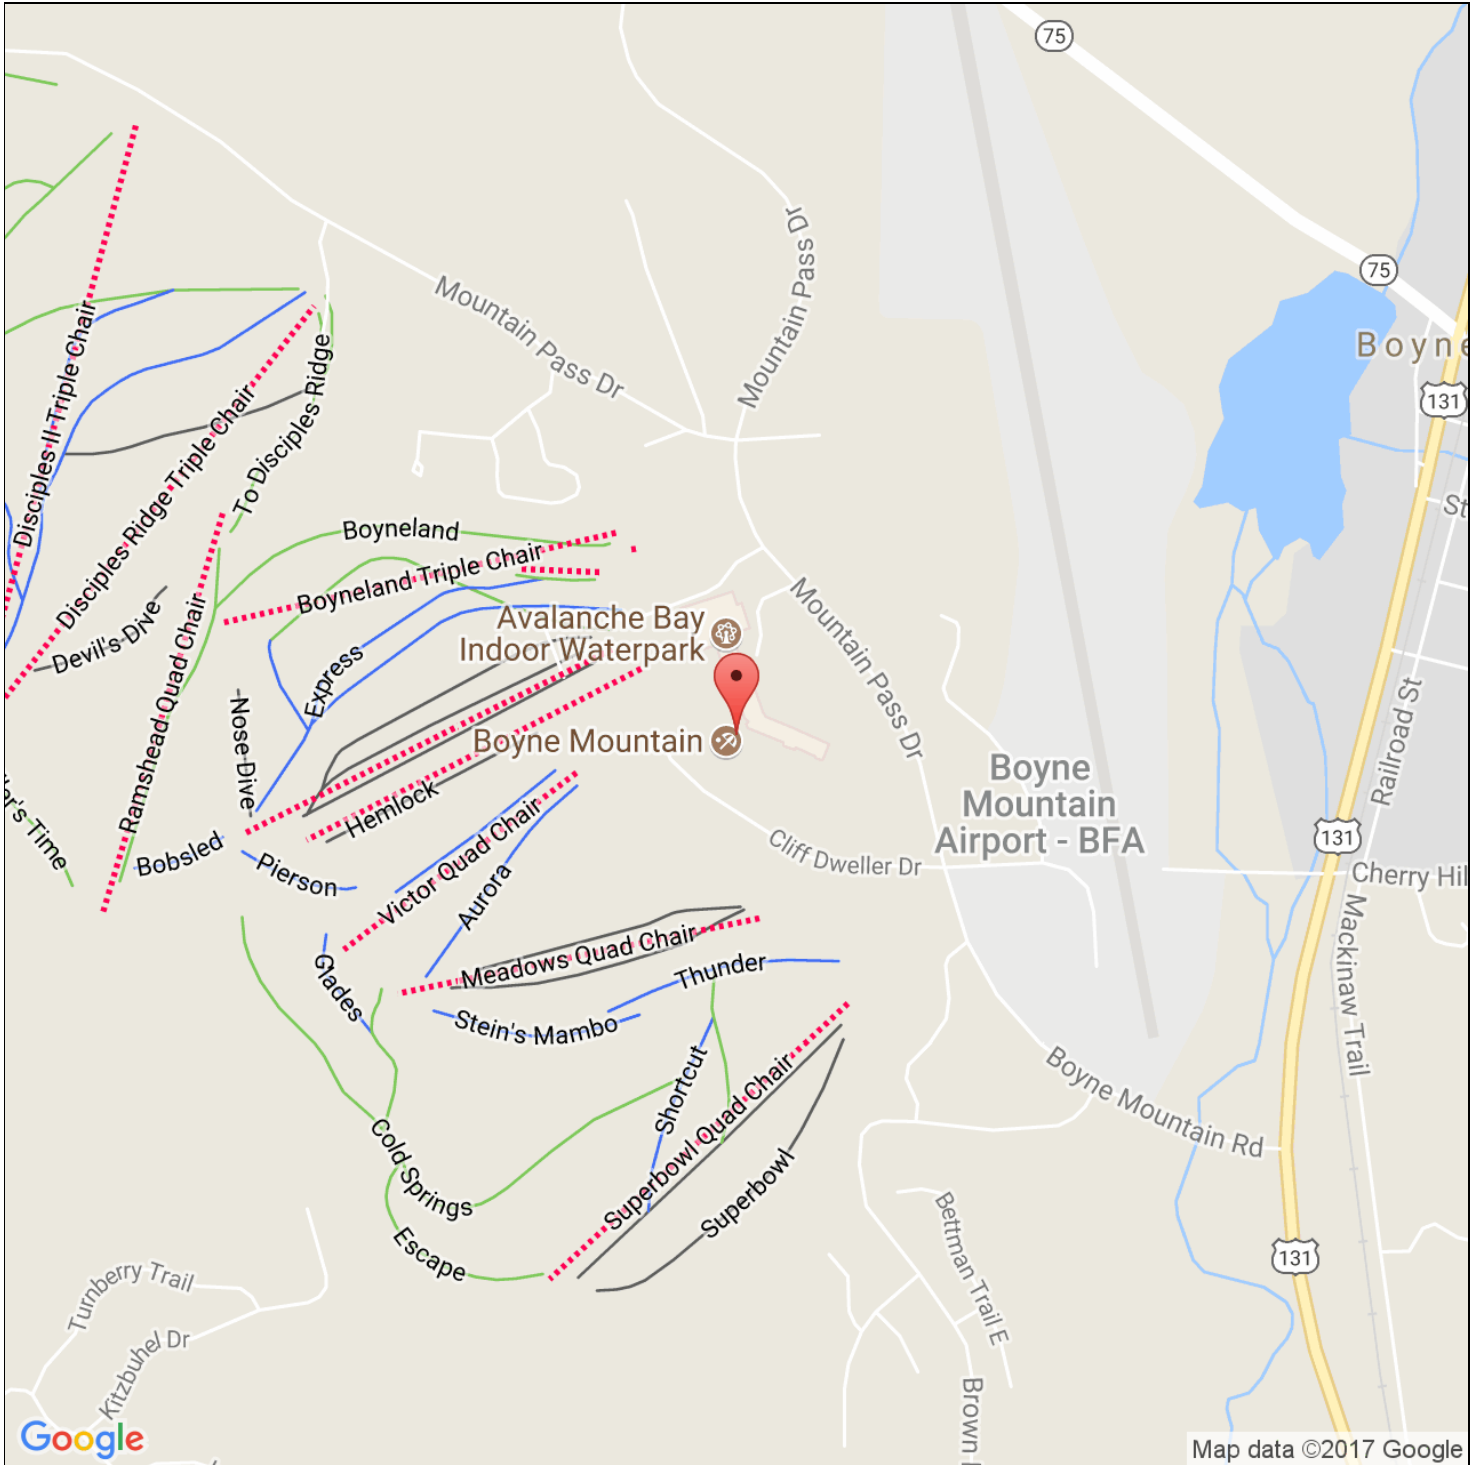 75
Mountain Pass Dr
75
Mountain Pass Dr
Boyne
131
Disciples II Triple Chair
To Disciples Ridge
Disciples Ridge Triple Chair
St
Boyneland
Boyneland Triple Chair
Devil's Dive
Avalanche Bay
Indoor Waterpark
Mountain Pass Dr
Ramshead Quad Chair
Express
Nose Dive
Boyne Mountain
Railroad St
Boyne
Mountain
Airport - BFA
Hemlock
131
Bobsled
Pierson
Victor Quad Chair
Aurora
Cliff Dweller Dr
Cherry Hil
's Time
Mackinaw Trail
Meadows Quad Chair
Thunder
Glades
Stein's Mambo
Shortcut
Superbowl Quad Chair
Boyne Mountain Rd
Cold Springs
Superbowl
Escape
Bettman Trail E
131
Turnberry Trail
Kitzbuhel Dr
Brown
Google
Map data ©2017 Google